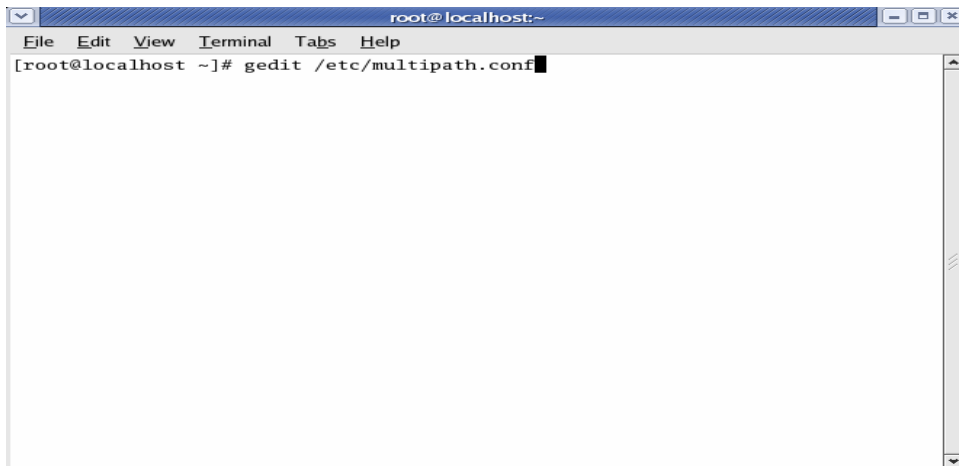 root@localhost:~
File Edit View Terminal Tabs Help
[root@localhost ~]# gedit /etc/multipath.conf